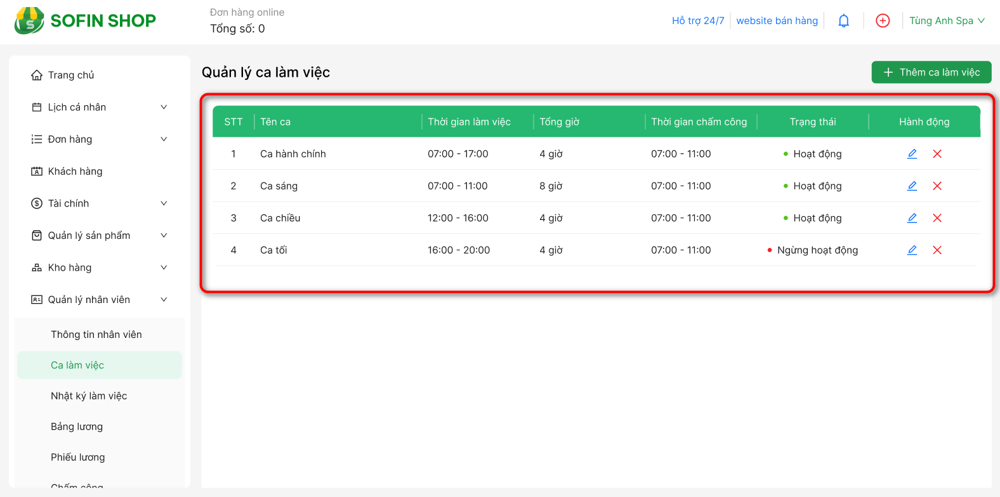 SOFIN SHOP
Đơn hàng online
Tổng số: 0
Hỗ trợ 24/7
website bán hàng
Tùng Anh Spa
Trang chủ
Lịch cá nhân
Đơn hàng
Khách hàng
Tài chính
Quản lý sản phẩm
Kho hàng
Quản lý nhân viên
Thông tin nhân viên
Ca làm việc
Nhật ký làm việc
Bảng lương
Phiếu lương
Chấm công
Quản lý ca làm việc
Thêm ca làm việc
STT Tên ca Thời gian làm việc Tổng giờ Thời gian chấm công Trạng thái Hành động
1 Ca hành chính 07:00 - 17:00 4 giờ 07:00 - 11:00 Hoạt động
2 Ca sáng 07:00 - 11:00 8 giờ 07:00 - 11:00 Hoạt động
3 Ca chiều 12:00 - 16:00 4 giờ 07:00 - 11:00 Hoạt động
4 Ca tối 16:00 - 20:00 4 giờ 07:00 - 11:00 Ngừng hoạt động